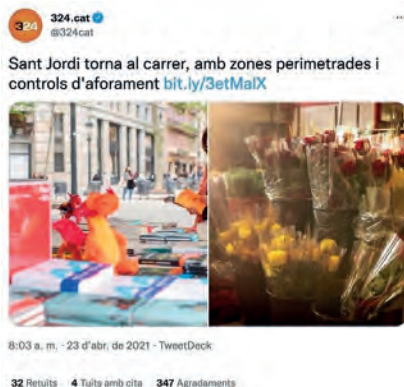 324
324.cat
@324cat
Sant Jordi torna al carrer, amb zones perimetrades i
controls d'aforament bit.ly/3etMalX
8:03 a. m. · 23 d'abr. de 2021 · TweetDeck
32 Retuits 4 Tuits amb cita 347 Agradaments